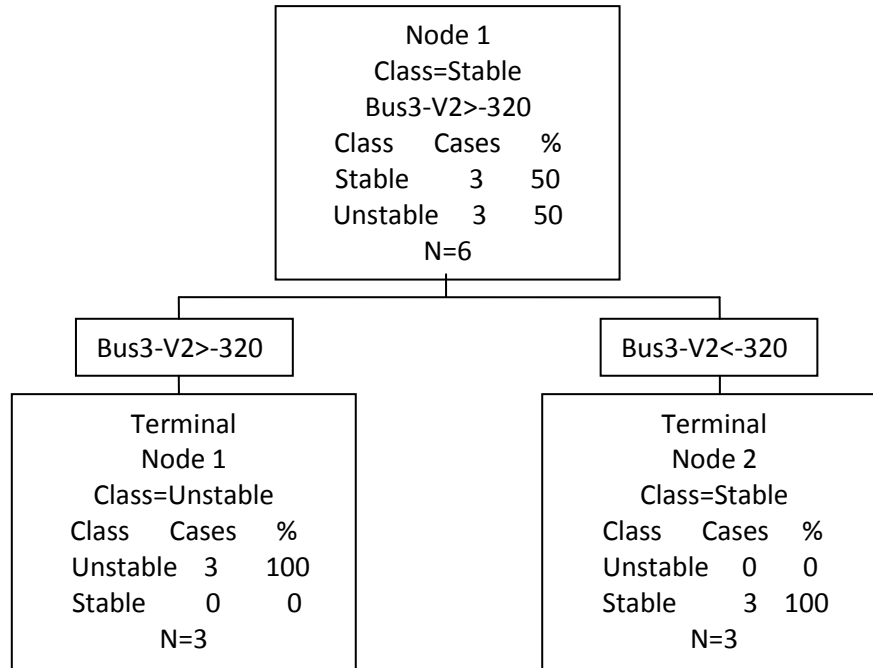 Node 1
Class=Stable
Bus3-V2>-320
Class Cases %
Stable 3 50
Unstable 3 50
N=6
Bus3-V2>-320
Bus3-V2<-320
Terminal
Node 1
Class=Unstable
Class Cases %
Unstable 3 100
Stable 0 0
N=3
Terminal
Node 2
Class=Stable
Class Cases %
Unstable 0 0
Stable 3 100
N=3